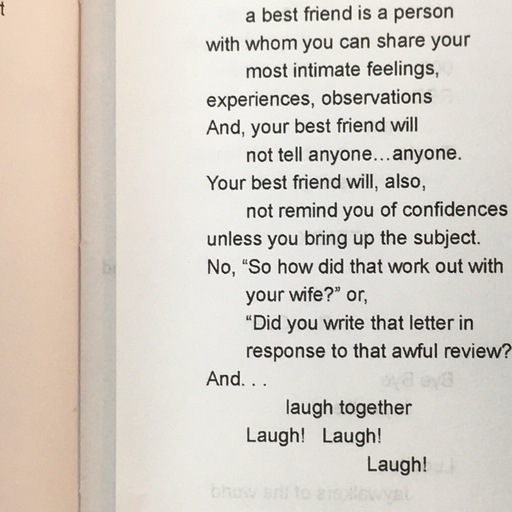 t
a best friend is a person
with whom you can share your
most intimate feelings,
experiences, observations
And, your best friend will
not tell anyone...anyone.
Your best friend will, also,
not remind you of confidences
unless you bring up the subject.
No, “So how did that work out with
your wife?” or,
“Did you write that letter in
response to that awful review?
And. . .
laugh together
Laugh! Laugh!
Laugh!